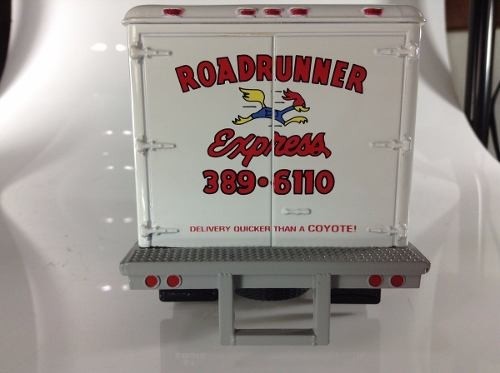 ROADRUNNER
Express
389•6110
DELIVERY QUICKER THAN A COYOTE!